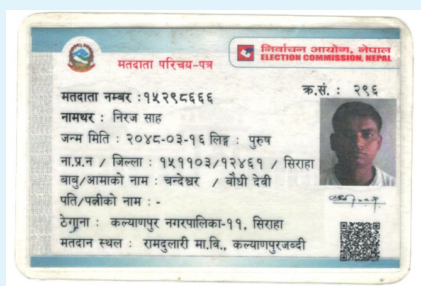 निर्वाचन आयोग, नेपाल
ELECTION COMMISSION, NEPAL
मतदाता परिचय-पत्र
मतदाता नम्बर :१५२९८६६६ क्र.सं. : २९६
नामथर : निरज साह
जन्म मिति : २०४८-०३-१६ लिङ्ग : पुरुष
ना.प्र.न / जिल्ला : १५११०३/१२४६१ / सिराहा
बाबु/आमाको नाम : चन्देश्वर / बौधी देवी
पति/पत्नीको नाम : -
ठेगाना : कल्याणपुर नगरपालिका-११, सिराहा
मतदान स्थल : रामदुलारी मा.वि., कल्याणपुरजब्दी